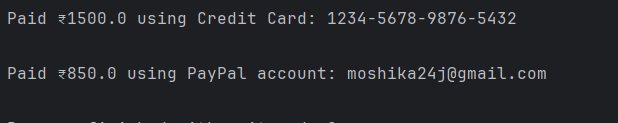 Paid ₹1500.0 using Credit Card: 1234-5678-9876-5432
Paid ₹850.0 using PayPal account: moshika24j@gmail.com